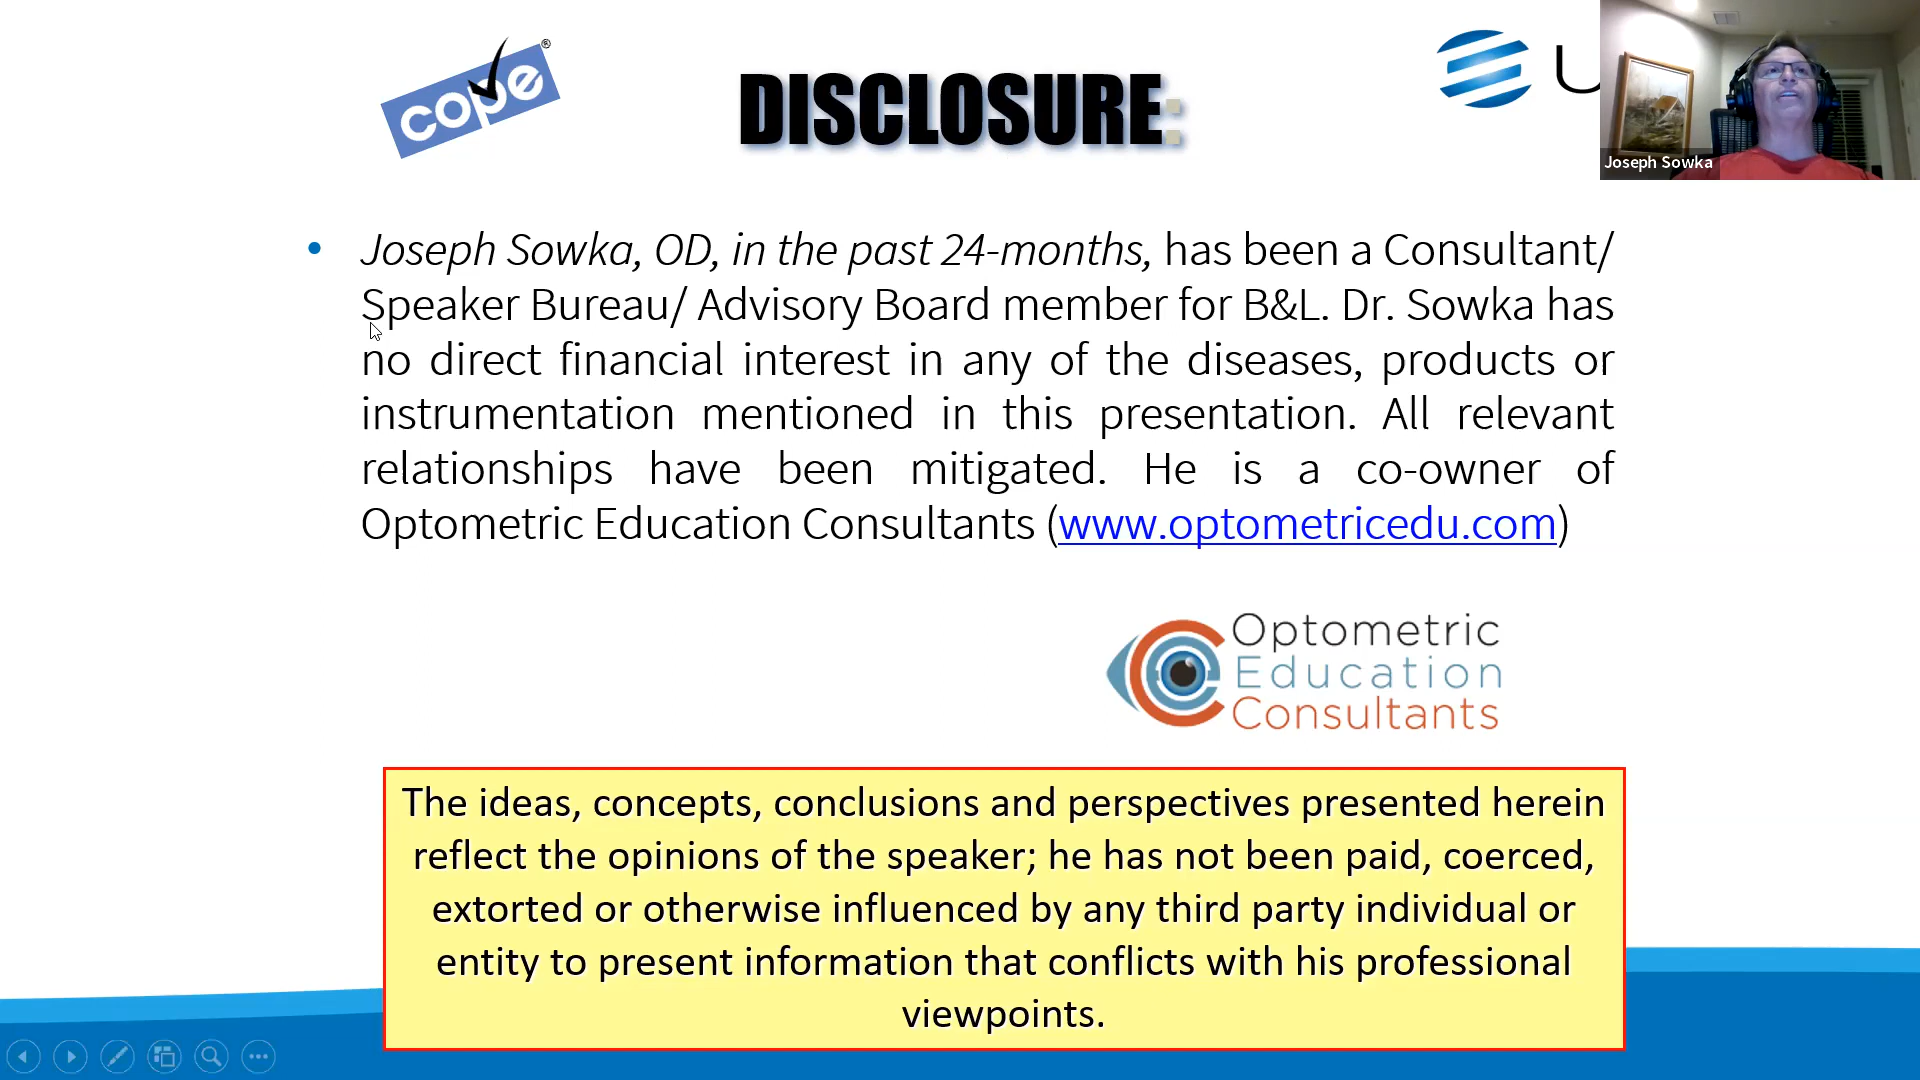 cope®
DISCLOSURE:
U
Joseph Sowka
• Joseph Sowka, OD, in the past 24-months, has been a Consultant/
Speaker Bureau/ Advisory Board member for B&L. Dr. Sowka has
no direct financial interest in any of the diseases, products or
instrumentation mentioned in this presentation. All relevant
relationships have been mitigated. He is a co-owner of
Optometric Education Consultants (www.optometricedu.com)
Optometric
Education
Consultants
The ideas, concepts, conclusions and perspectives presented herein
reflect the opinions of the speaker; he has not been paid, coerced,
extorted or otherwise influenced by any third party individual or
entity to present information that conflicts with his professional
viewpoints.